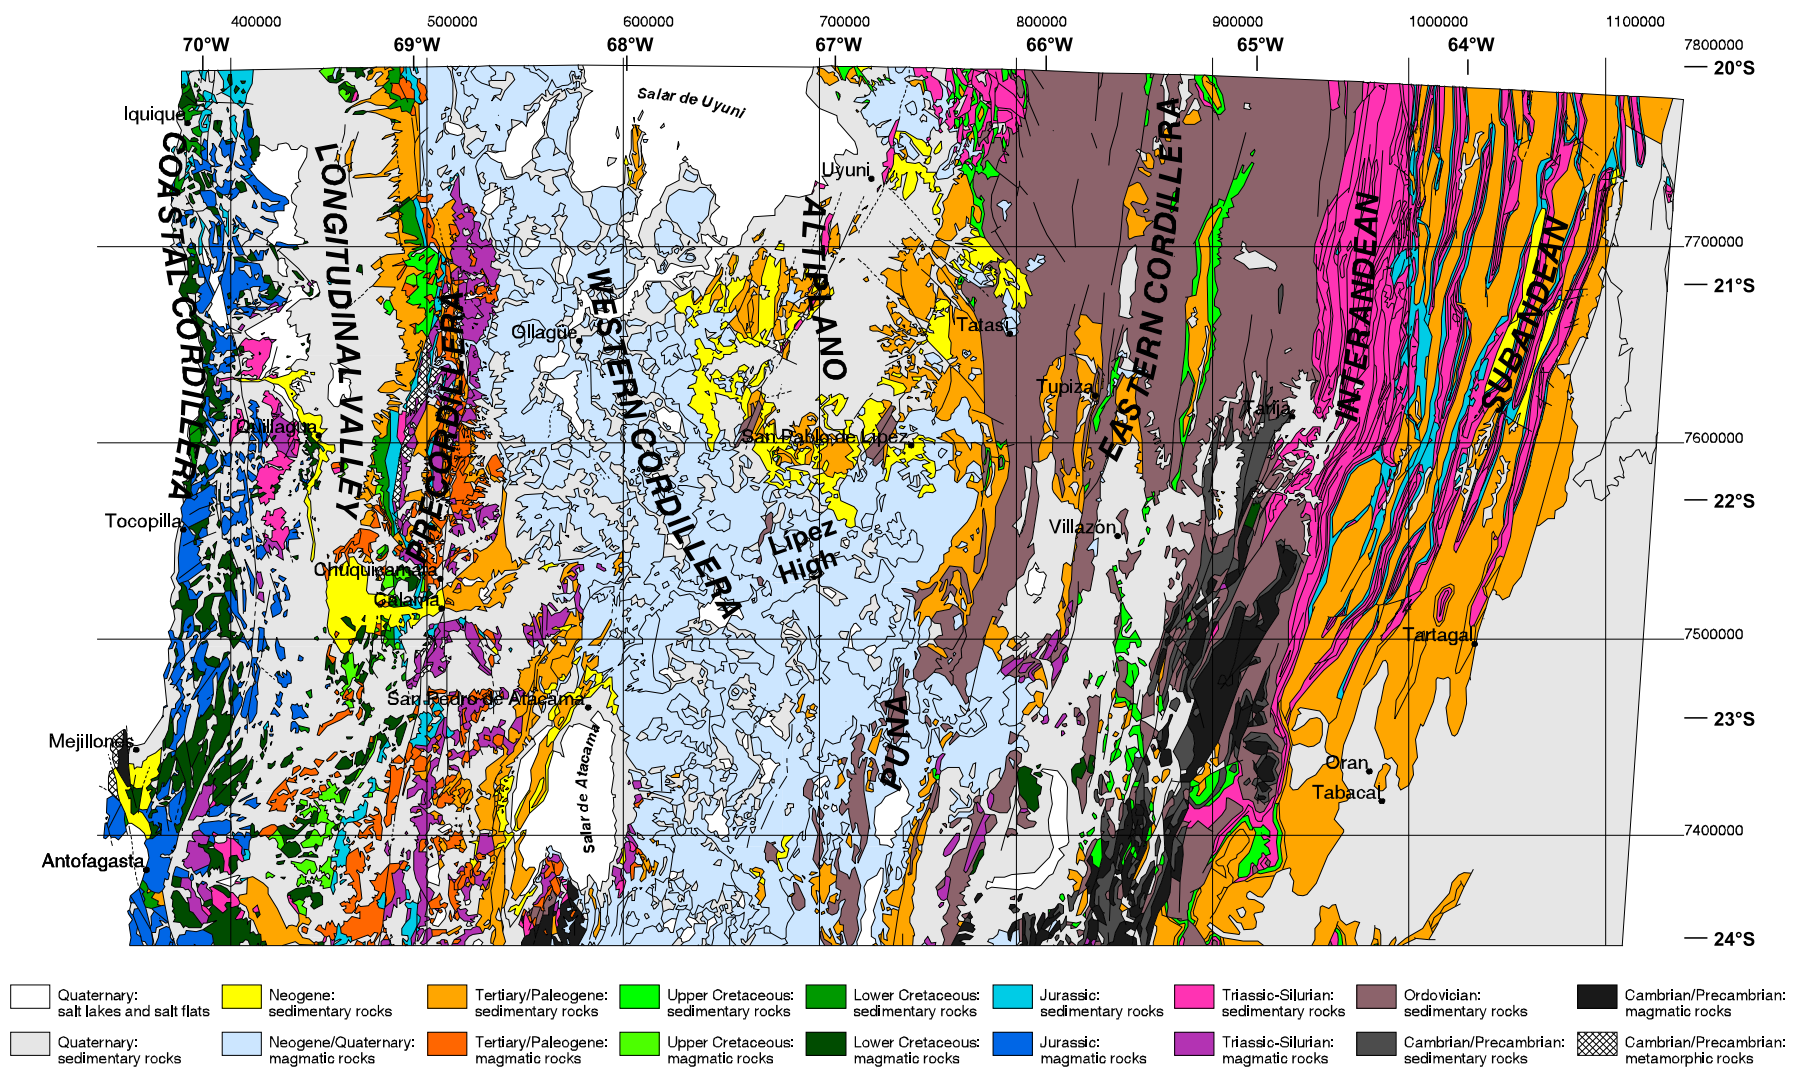 400000 500000 600000 700000 800000 900000 1000000 1100000
70°W 69°W 68°W 67°W 66°W 65°W 64°W
7800000
20°S
Salar de Uyuni
Iquique
Uyuni
COASTAL CORDILLERA
LONGITUDINAL VALLEY
PRECORDILLERA
WESTERN CORDILLERA
ALTIPLANO
EASTERN CORDILLERA
INTERANDEAN
SUBANDEAN
7700000
21°S
Ollagüe
Tatasi
Tupiza
Tarija
Quillagua
San Pablo de Lipez
7600000
22°S
Tocopilla
Villazón
Lípez
High
Chuquicamata
Calama
7500000
Tartagal
San Pedro de Atacama
PUNA
23°S
Mejillones
Salar de Atacama
Oran
Tabacal
7400000
Antofagasta
24°S
Quaternary:
salt lakes and salt flats
Neogene:
sedimentary rocks
Tertiary/Paleogene:
sedimentary rocks
Upper Cretaceous:
sedimentary rocks
Lower Cretaceous:
sedimentary rocks
Jurassic:
sedimentary rocks
Triassic-Silurian:
sedimentary rocks
Ordovician:
sedimentary rocks
Cambrian/Precambrian:
magmatic rocks
Quaternary:
sedimentary rocks
Neogene/Quaternary:
magmatic rocks
Tertiary/Paleogene:
magmatic rocks
Upper Cretaceous:
magmatic rocks
Lower Cretaceous:
magmatic rocks
Jurassic:
magmatic rocks
Triassic-Silurian:
magmatic rocks
Cambrian/Precambrian:
sedimentary rocks
Cambrian/Precambrian:
metamorphic rocks